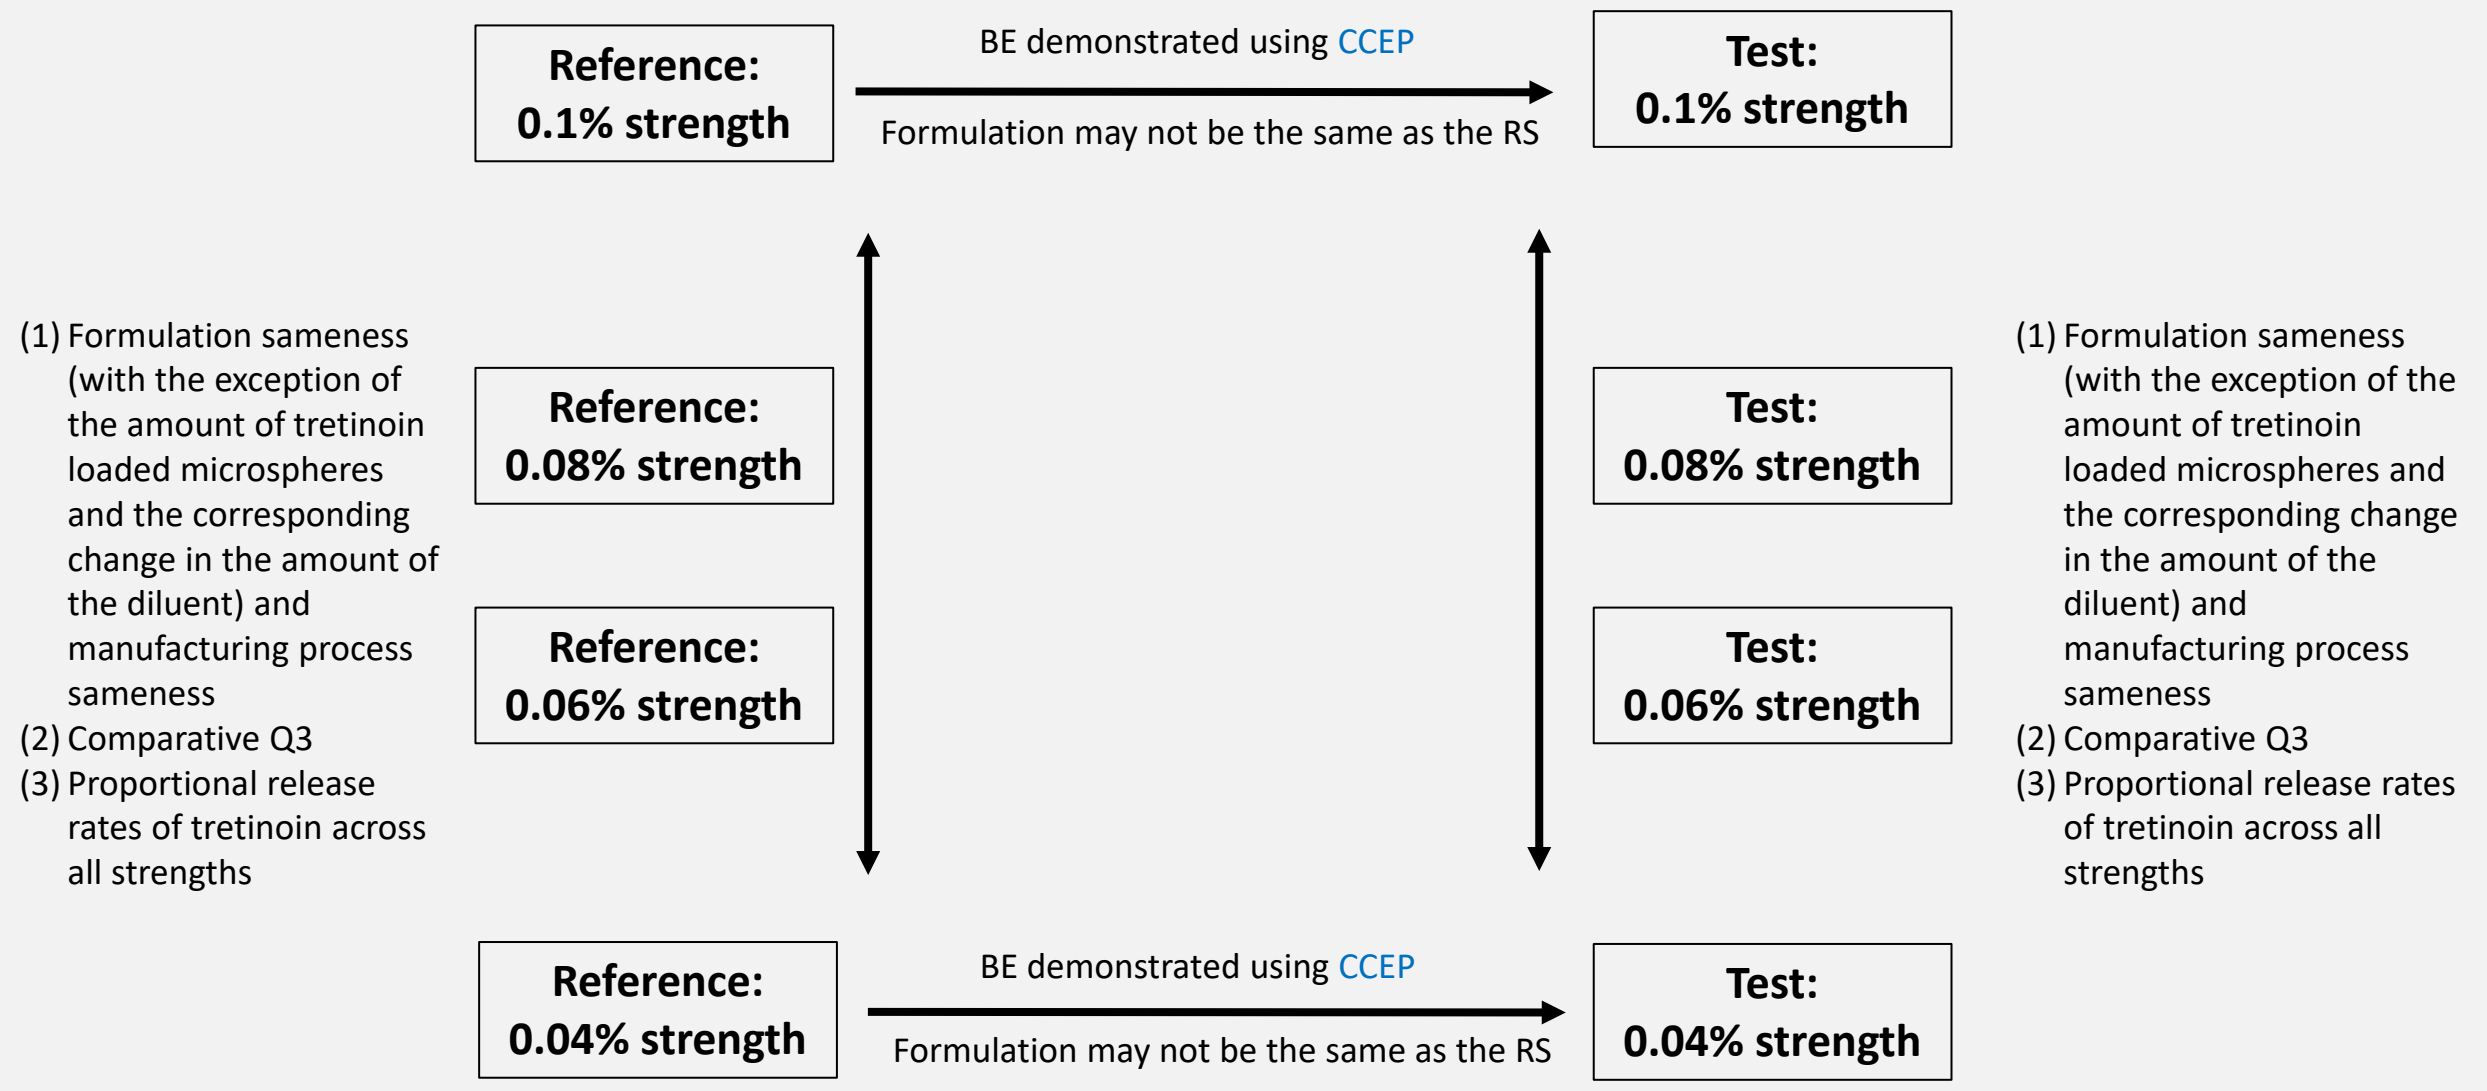 Reference:
0.1% strength
BE demonstrated using CCEP
Formulation may not be the same as the RS
Test:
0.1% strength
(1) Formulation sameness
(with the exception of
the amount of tretinoin
loaded microspheres
and the corresponding
change in the amount of
the diluent) and
manufacturing process
sameness
(2) Comparative Q3
(3) Proportional release
rates of tretinoin across
all strengths
Reference:
0.08% strength
Reference:
0.06% strength
Test:
0.08% strength
Test:
0.06% strength
(1) Formulation sameness
(with the exception of the
amount of tretinoin
loaded microspheres and
the corresponding change
in the amount of the
diluent) and
manufacturing process
sameness
(2) Comparative Q3
(3) Proportional release rates
of tretinoin across all
strengths
Reference:
0.04% strength
BE demonstrated using CCEP
Formulation may not be the same as the RS
Test:
0.04% strength